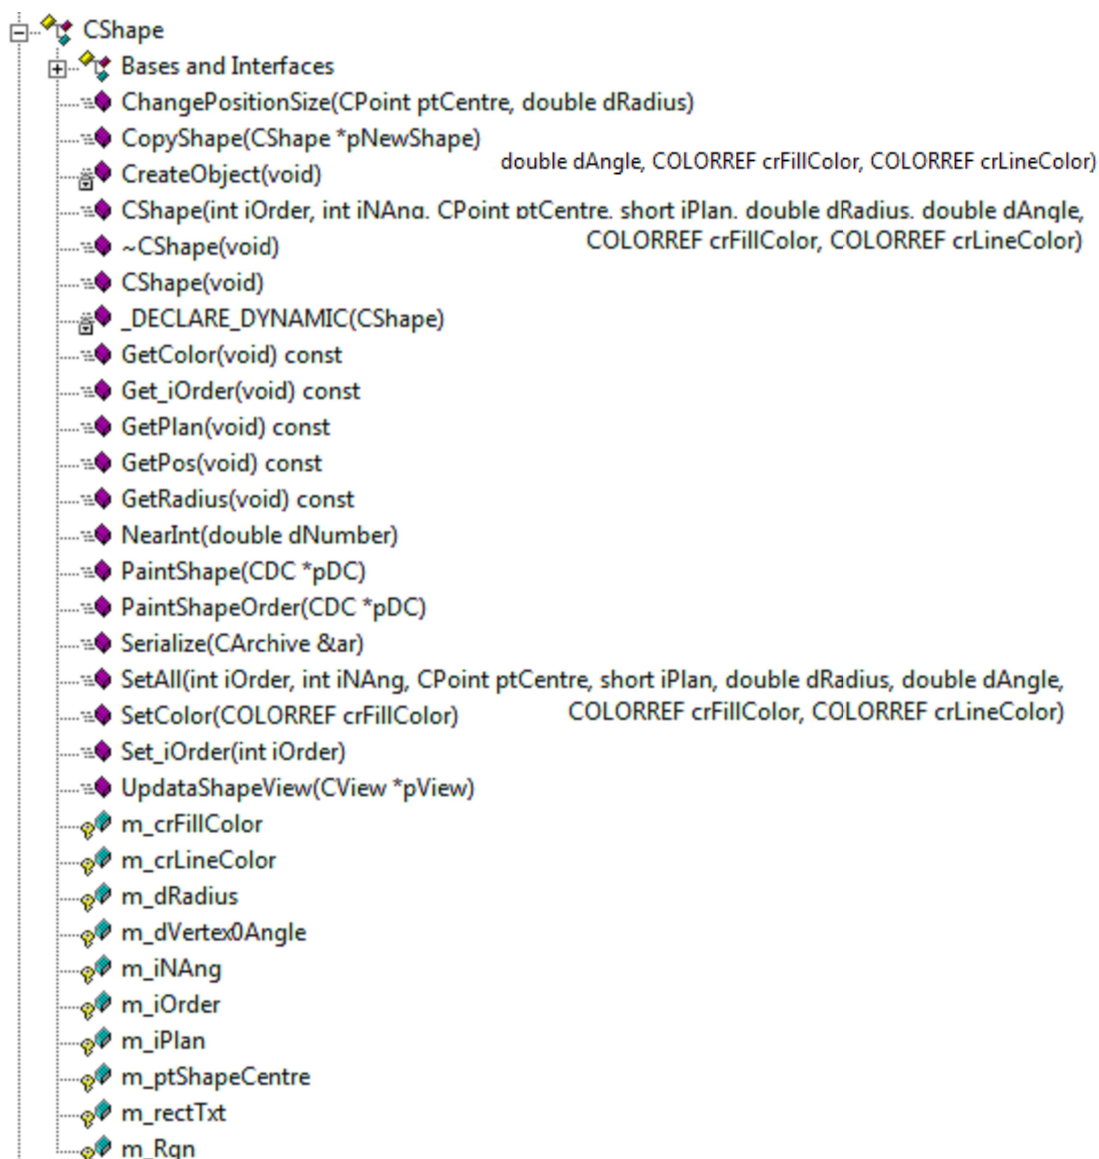 CShape
Bases and Interfaces
ChangePositionSize(CPoint ptCentre, double dRadius)
CopyShape(CShape *pNewShape)
double dAngle, COLORREF crFillColor, COLORREF crLineColor)
CreateObject(void)
CShape(int iOrder, int iNAng, CPoint ptCentre, short iPlan, double dRadius, double dAngle,
COLORREF crFillColor, COLORREF crLineColor)
~CShape(void)
CShape(void)
_DECLARE_DYNAMIC(CShape)
GetColor(void) const
Get_iOrder(void) const
GetPlan(void) const
GetPos(void) const
GetRadius(void) const
NearInt(double dNumber)
PaintShape(CDC *pDC)
PaintShapeOrder(CDC *pDC)
Serialize(CArchive &ar)
SetAll(int iOrder, int iNAng, CPoint ptCentre, short iPlan, double dRadius, double dAngle,
COLORREF crFillColor, COLORREF crLineColor)
SetColor(COLORREF crFillColor)
Set_iOrder(int iOrder)
UpdataShapeView(CView *pView)
m_crFillColor
m_crLineColor
m_dRadius
m_dVertex0Angle
m_iNAng
m_iOrder
m_iPlan
m_ptShapeCentre
m_rectTxt
m_Rgn